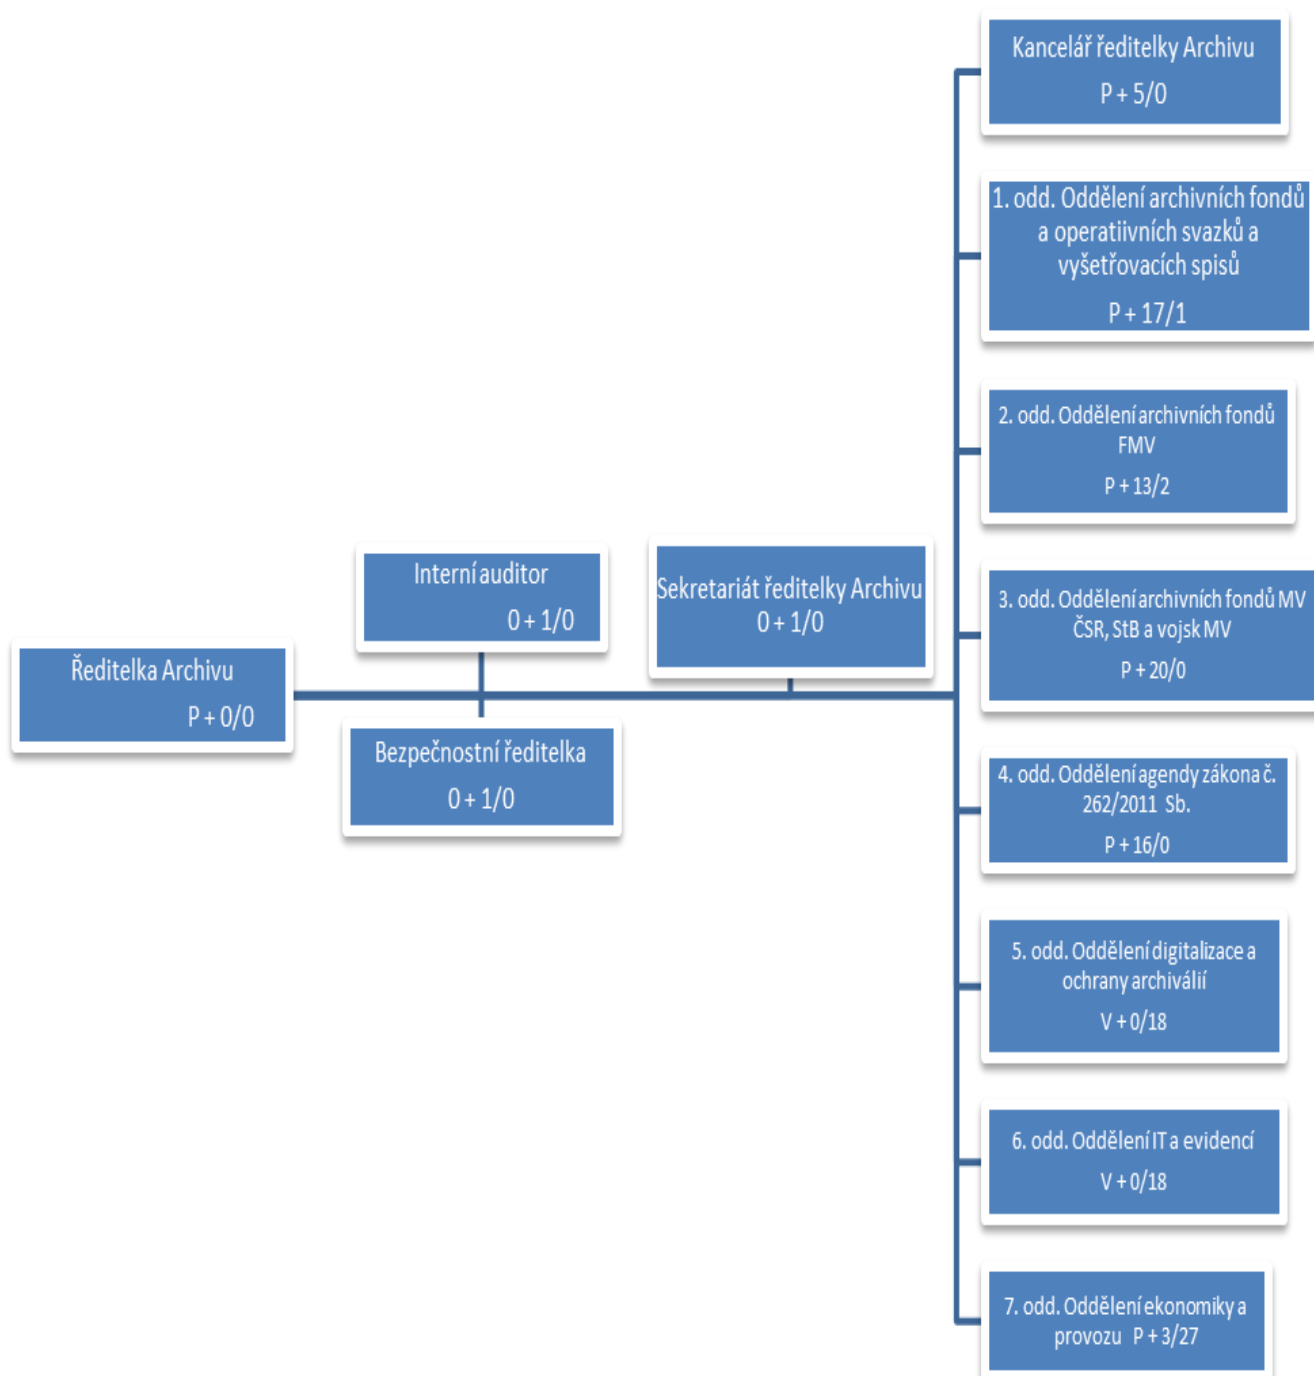 Kancelář ředitelky Archivu
P + 5/0
1. odd. Oddělení archivních fondů
a operatiivních svazků a
vyšetřovacích spisů
P + 17/1
2. odd. Oddělení archivních fondů
FMV
P + 13/2
Interní auditor
0 + 1/0
Sekretariát ředitelky Archivu
0 + 1/0
3. odd. Oddělení archivních fondů MV
ČSR, StB a vojsk MV
P + 20/0
Ředitelka Archivu
P + 0/0
Bezpečnostní ředitelka
0 + 1/0
4. odd. Oddělení agendy zákona č.
262/2011 Sb.
P + 16/0
5. odd. Oddělení digitalizace a
ochrany archiválií
V + 0/18
6. odd. Oddělení IT a evidencí
V + 0/18
7. odd. Oddělení ekonomiky a
provozu P + 3/27